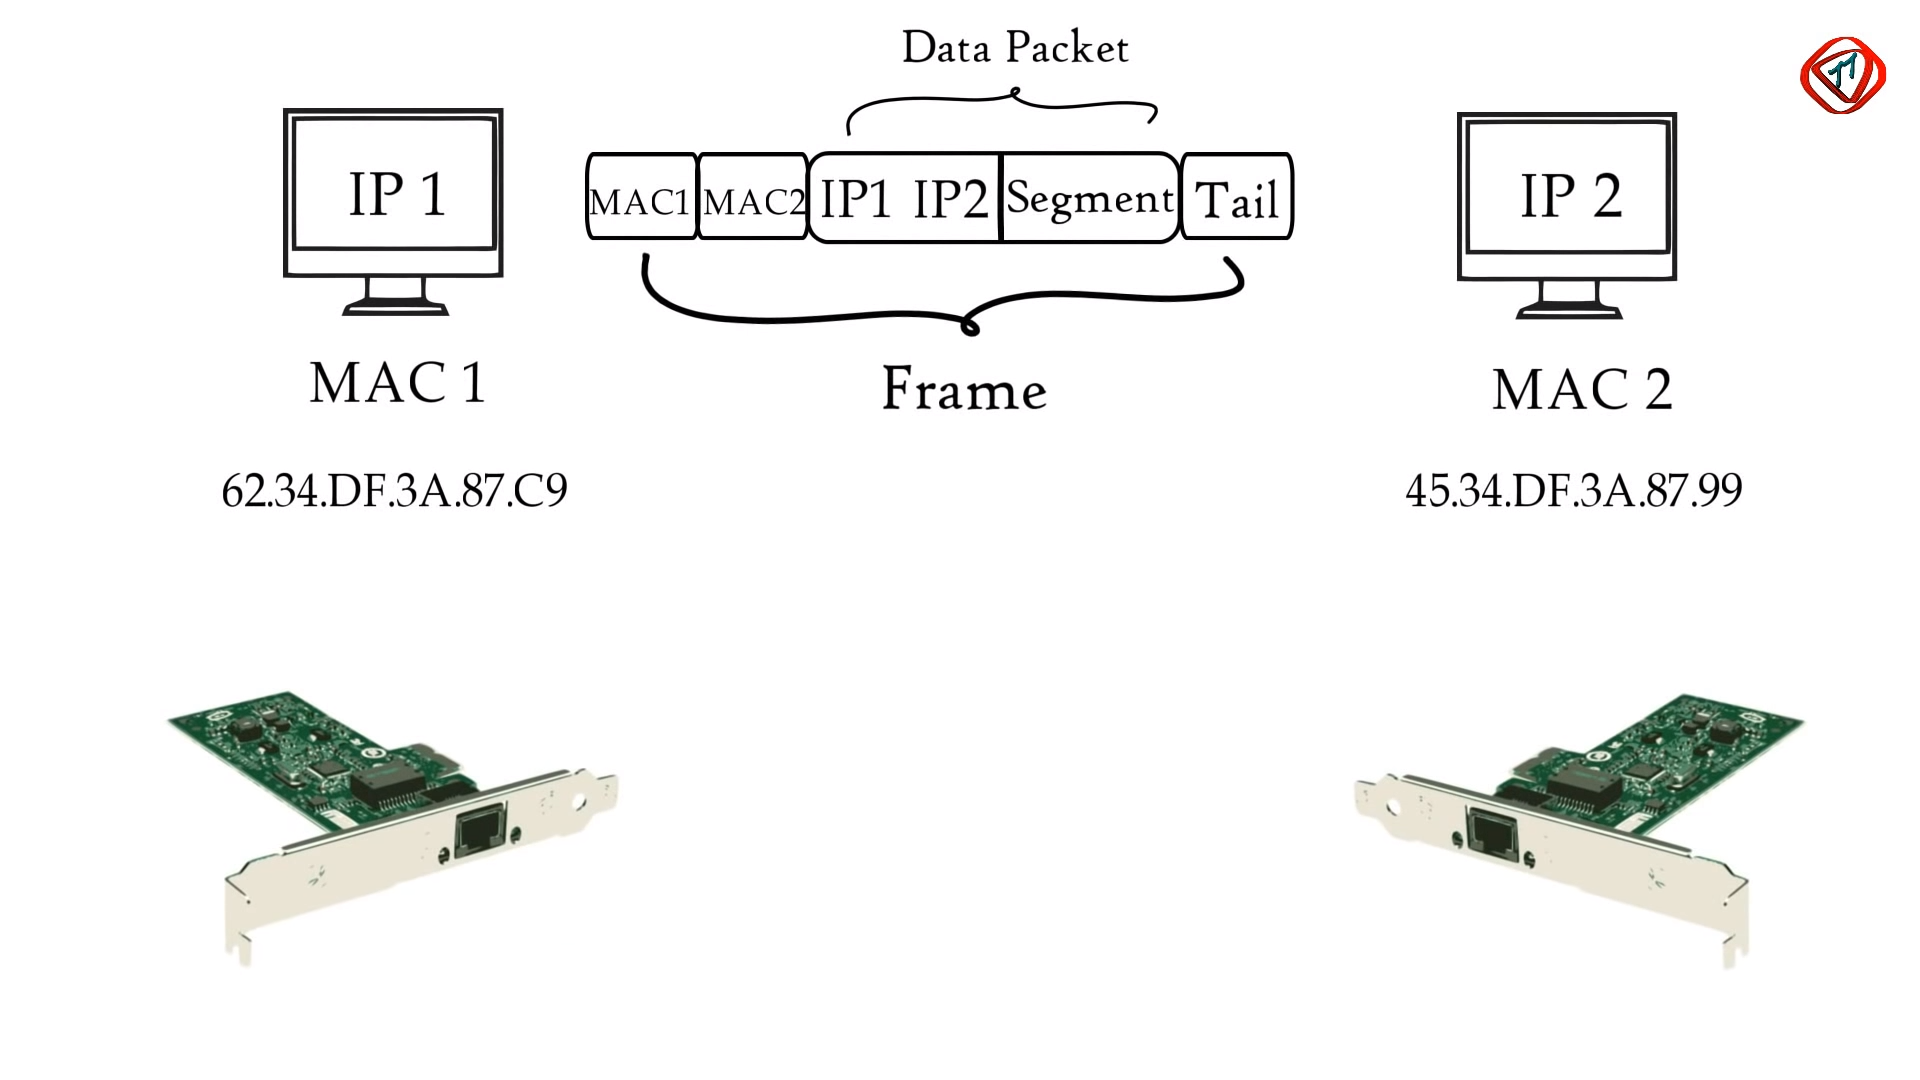 Data Packet
IP 1
MAC1 MAC2 IP1 IP2 Segment Tail
IP 2
MAC 1
Frame
MAC 2
62.34.DF.3A.87.C9
45.34.DF.3A.87.99